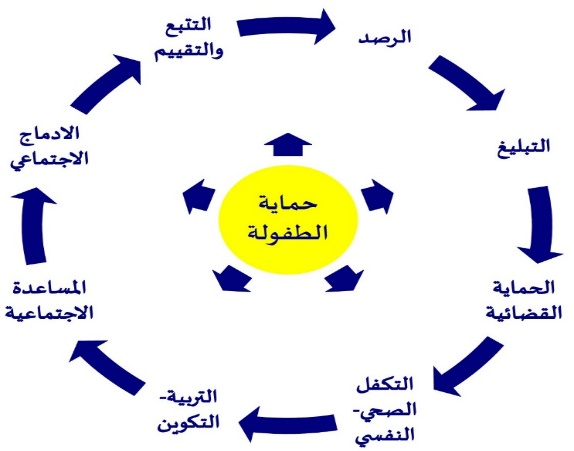 التتبع
والتقييم
الرصد
التبليغ
الحماية
القضائية
التكفل
الصحي-
النفسي
التربية-
التكوين
المساعدة
الاجتماعية
الادماج
الاجتماعي
حماية
الطفولة